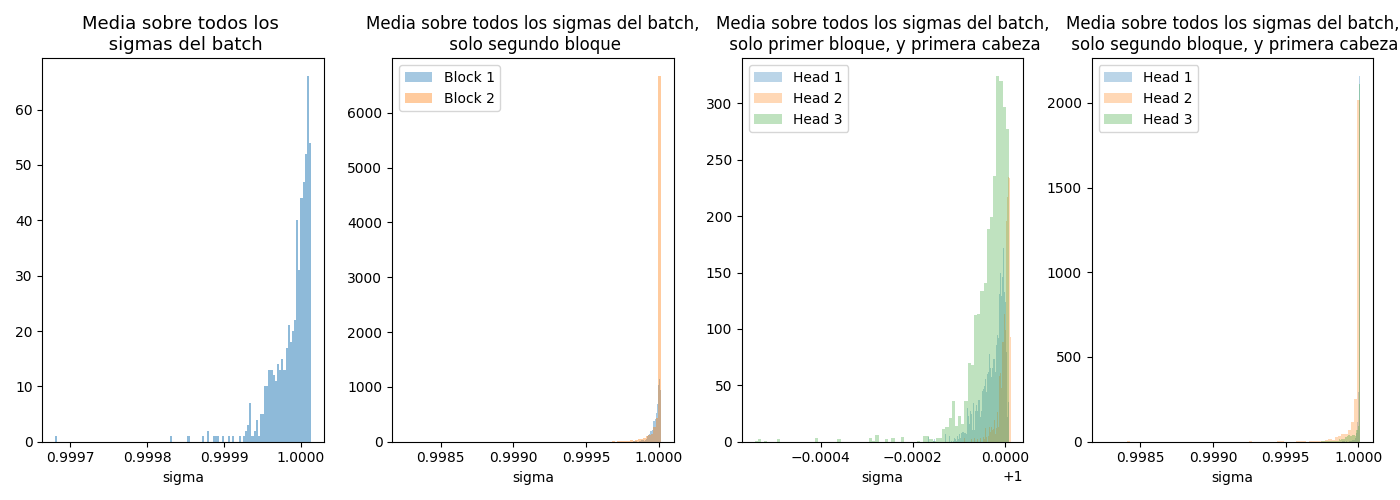 Media sobre todos los
sigmas del batch
60
50
40
30
20
10
0
0.9997
0.9998
0.9999
1.0000
sigma
Media sobre todos los sigmas del batch,
solo segundo bloque
Block 1
Block 2
6000
5000
4000
3000
2000
1000
0
0.9985
0.9990
0.9995
1.0000
sigma
Media sobre todos los sigmas del batch,
solo primer bloque, y primera cabeza
Head 1
Head 2
Head 3
300
250
200
150
100
50
0
−0.0004
−0.0002
0.0000
sigma
+1
Media sobre todos los sigmas del batch,
solo segundo bloque, y primera cabeza
Head 1
Head 2
Head 3
2000
1500
1000
500
0
0.9985
0.9990
0.9995
1.0000
sigma